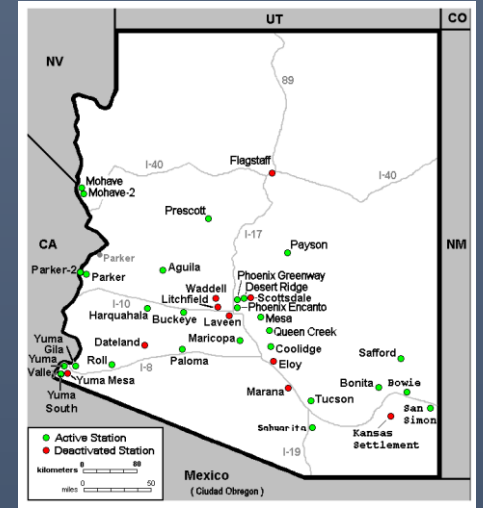 UT
CO
NV
89
I-40
Flagstaff
I-40
Mohave
Mohave-2
Prescott
I-17
CA
Payson
NM
Parker
Parker-2
Parker
Aguila
Phoenix Greenway
Desert Ridge
Waddell
Scottsdale
Litchfield
Phoenix Encanto
I-10
Harquahala
Buckeye
Laveen
Mesa
Queen Creek
Yuma
Gila
Dateland
Maricopa
Coolidge
Safford
Yuma
Valley
Roll
I-8
Paloma
Eloy
Yuma Mesa
Marana
Bonita
Bowie
Yuma
South
Tucson
San
Simon
Sahuarita
Kansas
Settlement
I-19
Active Station
Deactivated Station
kilometers
0
80
miles
0
50
Mexico
( Ciudad Obregon )